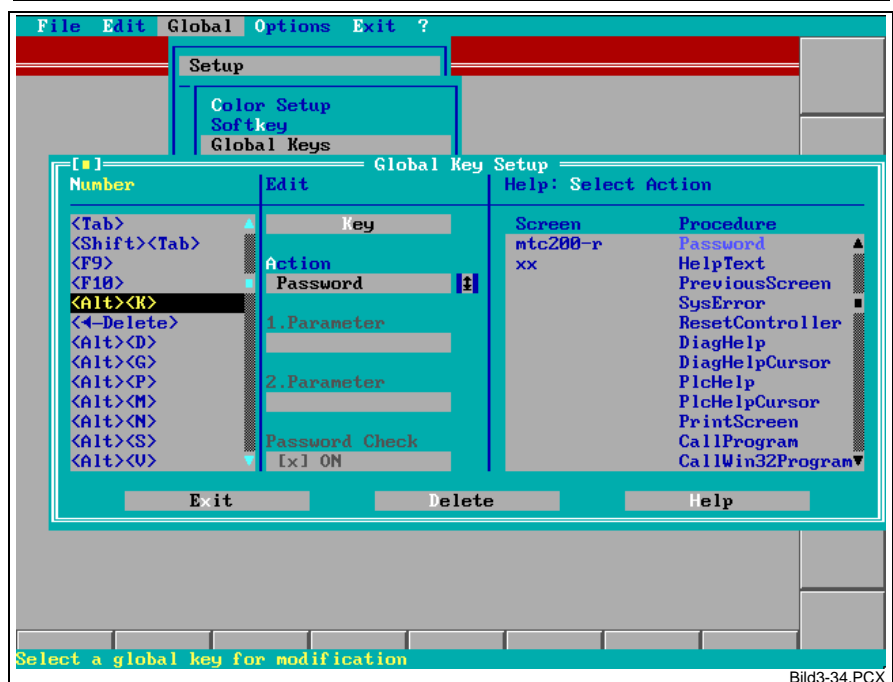 File Edit Global Options Exit ?
Setup
Color Setup
Softkey
Global Keys
[■] Global Key Setup
Number
<Tab>
<Shift><Tab>
<F9>
<F10>
<Alt><K>
<◄-Delete>
<Alt><D>
<Alt><G>
<Alt><P>
<Alt><M>
<Alt><N>
<Alt><S>
<Alt><V>
Edit
Key
Action
Password
1.Parameter
2.Parameter
Password Check
[x] ON
Help: Select Action
Screen Procedure
mtc200-r Password
xx HelpText
PreviousScreen
SysError
ResetController
DiagHelp
DiagHelpCursor
PlcHelp
PlcHelpCursor
PrintScreen
CallProgram
CallWin32Program
Exit Delete Help
Select a global key for modification
Bild3-34.PCX